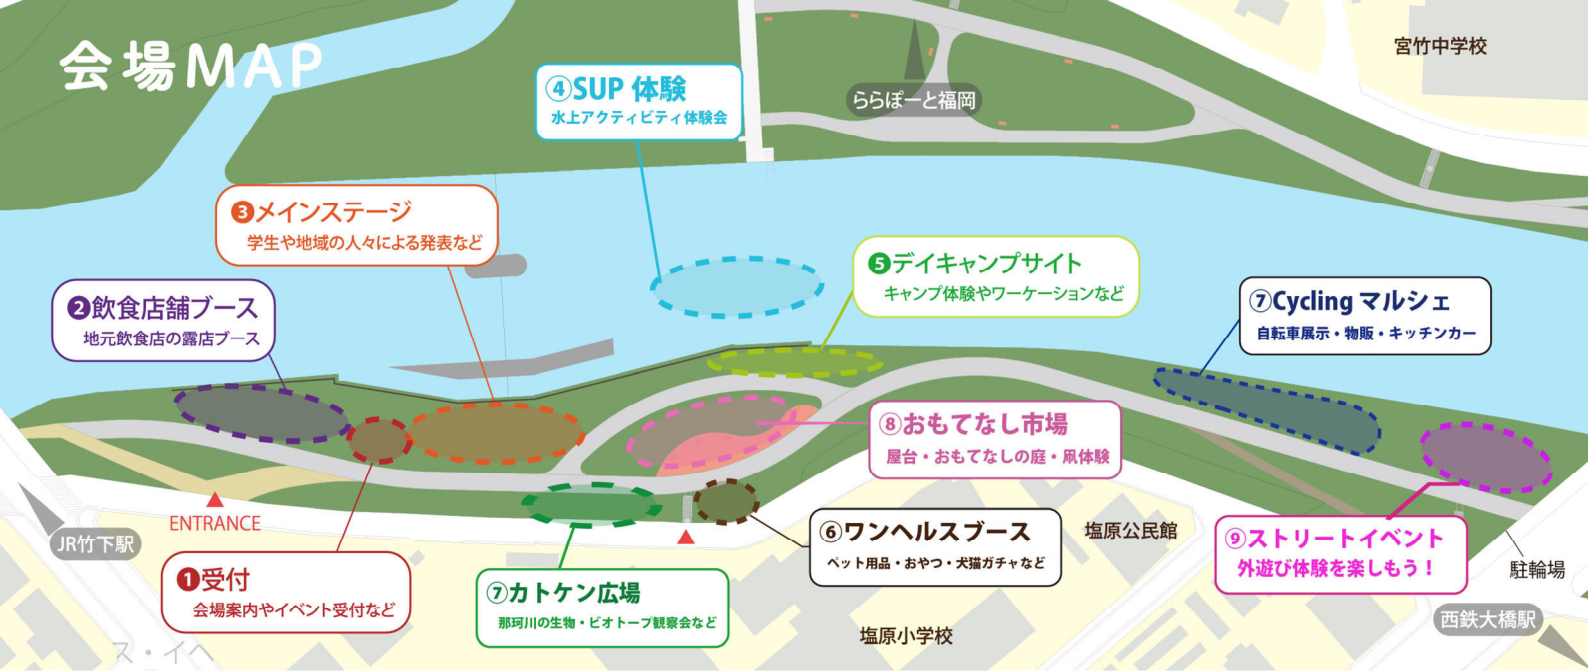 会場MAP
宮竹中学校
ららぽーと福岡
④SUP 体験
水上アクティビティ体験会
❸メインステージ
学生や地域の人々による発表など
❺デイキャンプサイト
キャンプ体験やワーケーションなど
❷飲食店舗ブース
地元飲食店の露店ブース
⑦Cycling マルシェ
自転車展示・物販・キッチンカー
⑧おもてなし市場
屋台・おもてなしの庭・凧体験
ENTRANCE
JR竹下駅
❶受付
会場案内やイベント受付など
⑦カトケン広場
那珂川の生物・ビオトープ観察会など
⑥ワンヘルスブース
ペット用品・おやつ・犬猫ガチャなど
塩原公民館
⑨ストリートイベント
外遊び体験を楽しもう！
駐輪場
西鉄大橋駅
塩原小学校
ス・イヘ